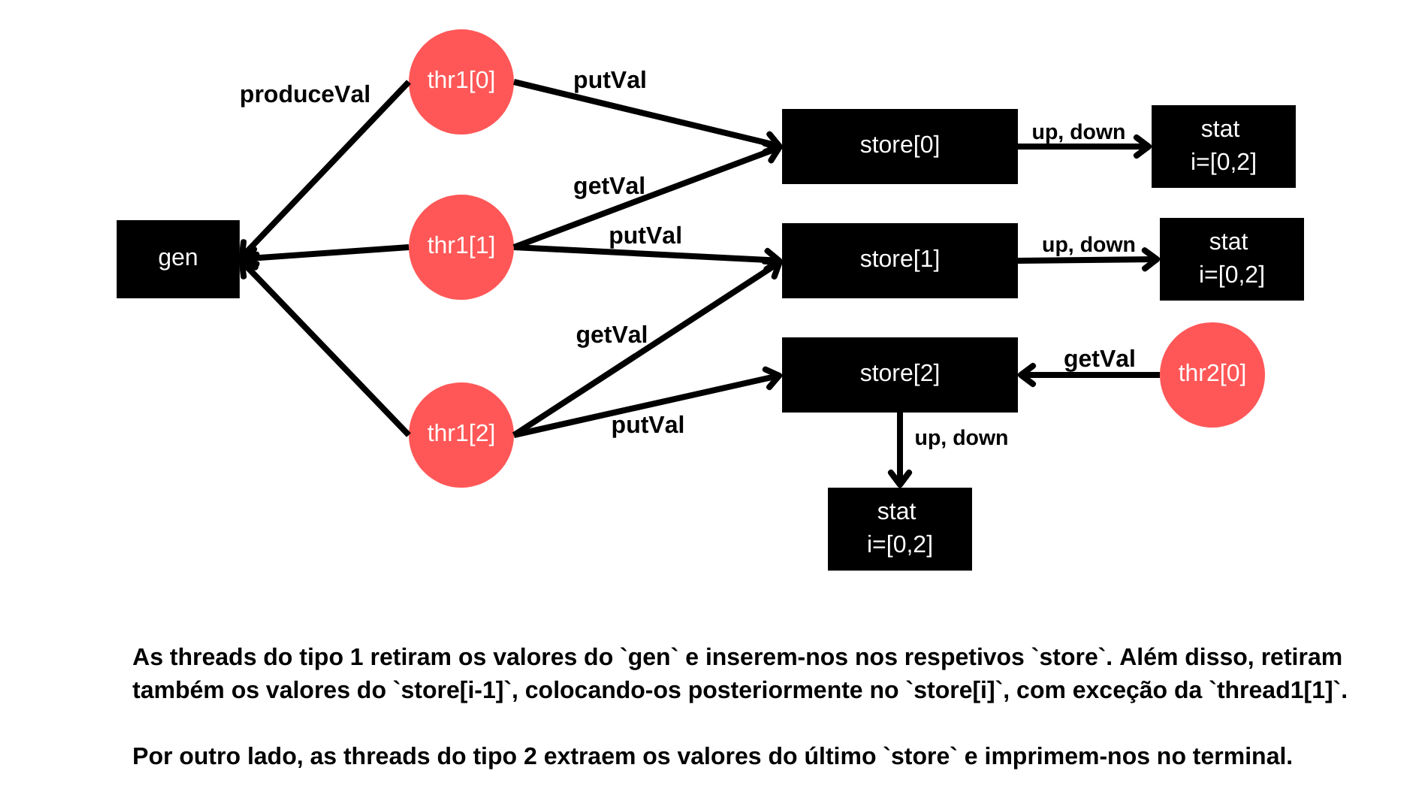 thr1[0]
produceVal
putVal
store[0]
up, down
stat
i=[0,2]
getVal
thr1[1]
putVal
gen
store[1]
up, down
stat
i=[0,2]
getVal
store[2]
getVal
thr2[0]
thr1[2]
putVal
up, down
stat
i=[0,2]
As threads do tipo 1 retiram os valores do `gen` e inserem-nos nos respetivos `store`. Além disso, retiram
também os valores do `store[i-1]`, colocando-os posteriormente no `store[i]`, com exceção da `thread1[1]`.
Por outro lado, as threads do tipo 2 extraem os valores do último `store` e imprimem-nos no terminal.